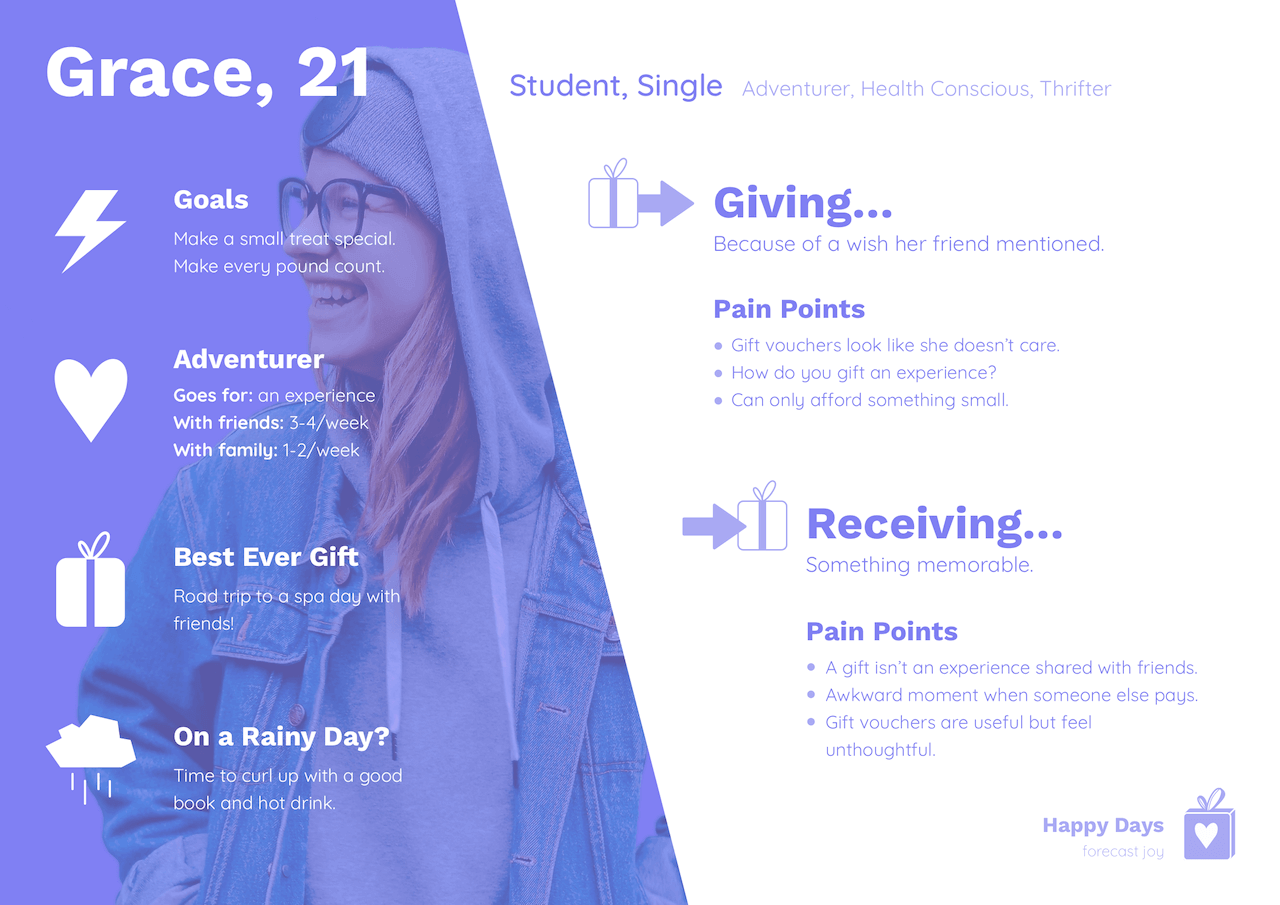 Grace, 21
Goals
Make a small treat special.
Make every pound count.
Adventurer
Goes for: an experience
With friends: 3-4/week
With family: 1-2/week
Best Ever Gift
Road trip to a spa day with
friends!
On a Rainy Day?
Time to curl up with a good
book and hot drink.
Student, Single Adventurer, Health Conscious, Thrifter
Giving...
Because of a wish her friend mentioned.
Pain Points
● Gift vouchers look like she doesn't care.
● How do you gift an experience?
● Can only afford something small.
Receiving...
Something memorable.
Pain Points
● A gift isn't an experience shared with friends.
● Awkward moment when someone else pays.
● Gift vouchers are useful but feel
unthoughtful.
Happy Days
forecast joy